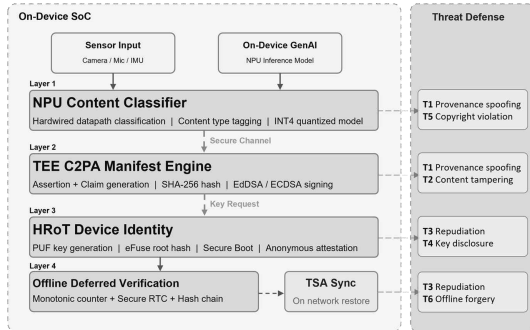 On-Device SoC
Threat Defense
Sensor Input
Camera / Mic / IMU
On-Device GenAI
NPU Inference Model
Layer 1
NPU Content Classifier
Hardwired datapath classification | Content type tagging | INT4 quantized model
T1 Provenance spoofing
T5 Copyright violation
Secure Channel
Layer 2
TEE C2PA Manifest Engine
Assertion + Claim generation | SHA-256 hash | EdDSA / ECDSA signing
T1 Provenance spoofing
T2 Content tampering
Key Request
Layer 3
HRoT Device Identity
PUF key generation | eFuse root hash | Secure Boot | Anonymous attestation
T3 Repudiation
T4 Key disclosure
Layer 4
Offline Deferred Verification
Monotonic counter + Secure RTC + Hash chain
TSA Sync
On network restore
T3 Repudiation
T6 Offline forgery